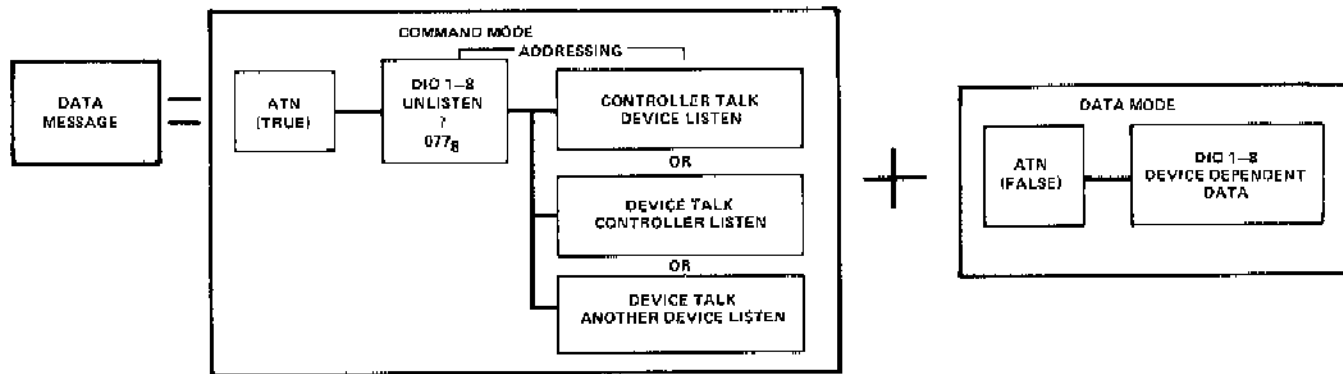 DATA
MESSAGE
=
COMMAND MODE
ADDRESSING
ATN
(TRUE)
DIO 1–8
UNLISTEN
?
077₈
CONTROLLER TALK
DEVICE LISTEN
OR
DEVICE TALK
CONTROLLER LISTEN
OR
DEVICE TALK
ANOTHER DEVICE LISTEN
+
DATA MODE
ATN
(FALSE)
DIO 1–8
DEVICE DEPENDENT
DATA